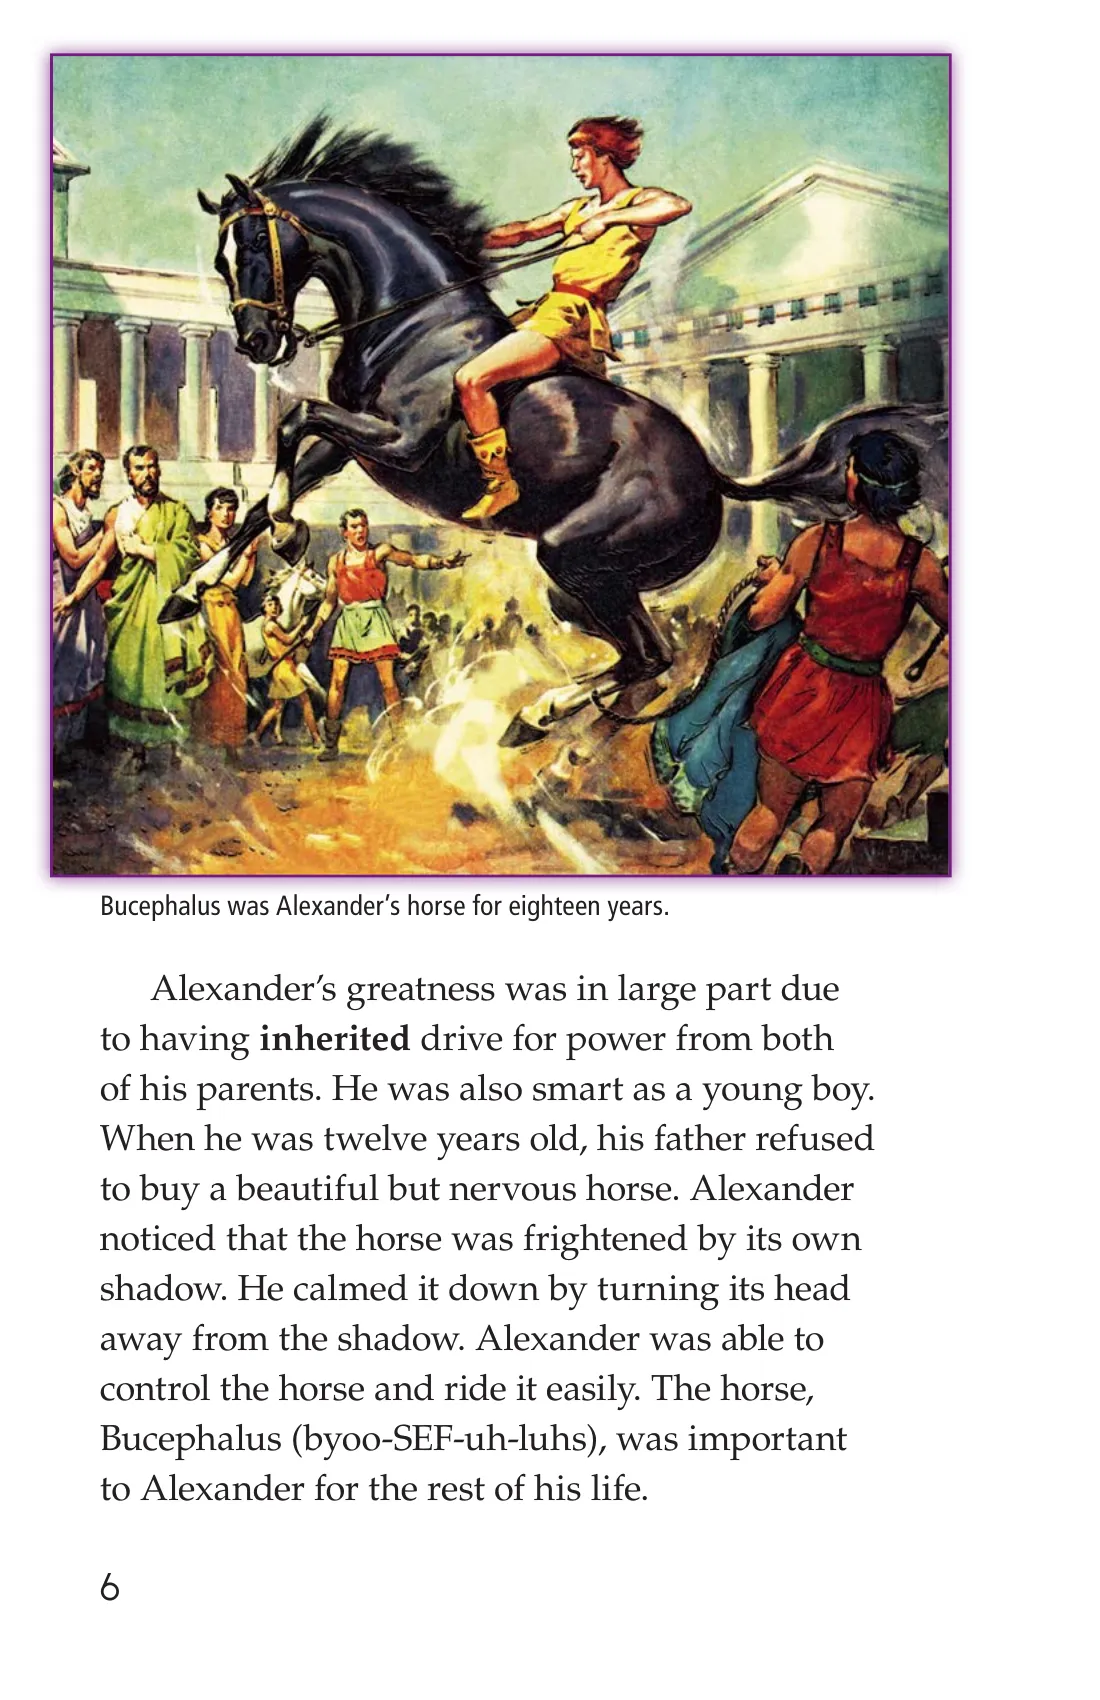 Bucephalus was Alexander’s horse for eighteen years.
Alexander’s greatness was in large part due
to having inherited drive for power from both
of his parents. He was also smart as a young boy.
When he was twelve years old, his father refused
to buy a beautiful but nervous horse. Alexander
noticed that the horse was frightened by its own
shadow. He calmed it down by turning its head
away from the shadow. Alexander was able to
control the horse and ride it easily. The horse,
Bucephalus (byoo-SEF-uh-luhs), was important
to Alexander for the rest of his life.
6